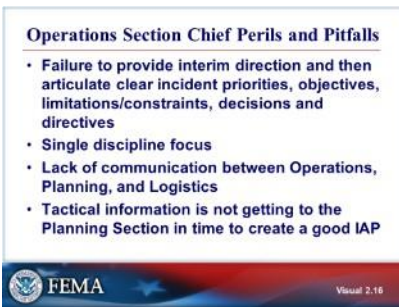 Operations Section Chief Perils and Pitfalls
• Failure to provide interim direction and then
articulate clear incident priorities, objectives,
limitations/constraints, decisions and
directives
• Single discipline focus
• Lack of communication between Operations,
Planning, and Logistics
• Tactical information is not getting to the
Planning Section in time to create a good IAP
FEMA
Visual 2.16